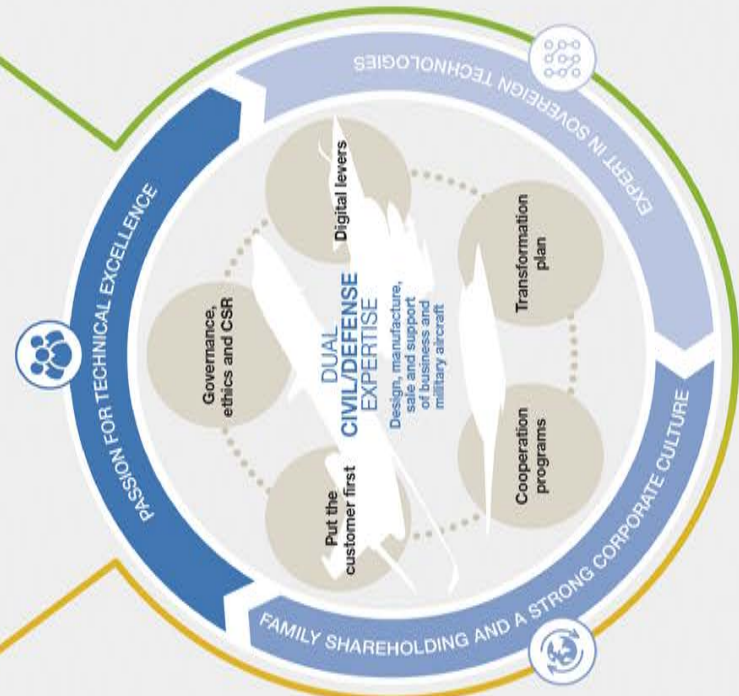 PASSION FOR TECHNICAL EXCELLENCE
EXPERT IN SOVEREIGN TECHNOLOGIES
FAMILY SHAREHOLDING AND A STRONG CORPORATE CULTURE
Governance,
ethics and CSR
Digital levers
Transformation
plan
Cooperation
programs
Put the
customer first
DUAL
CIVIL/DEFENSE
EXPERTISE
Design, manufacture,
sale and support
of business and
military aircraft